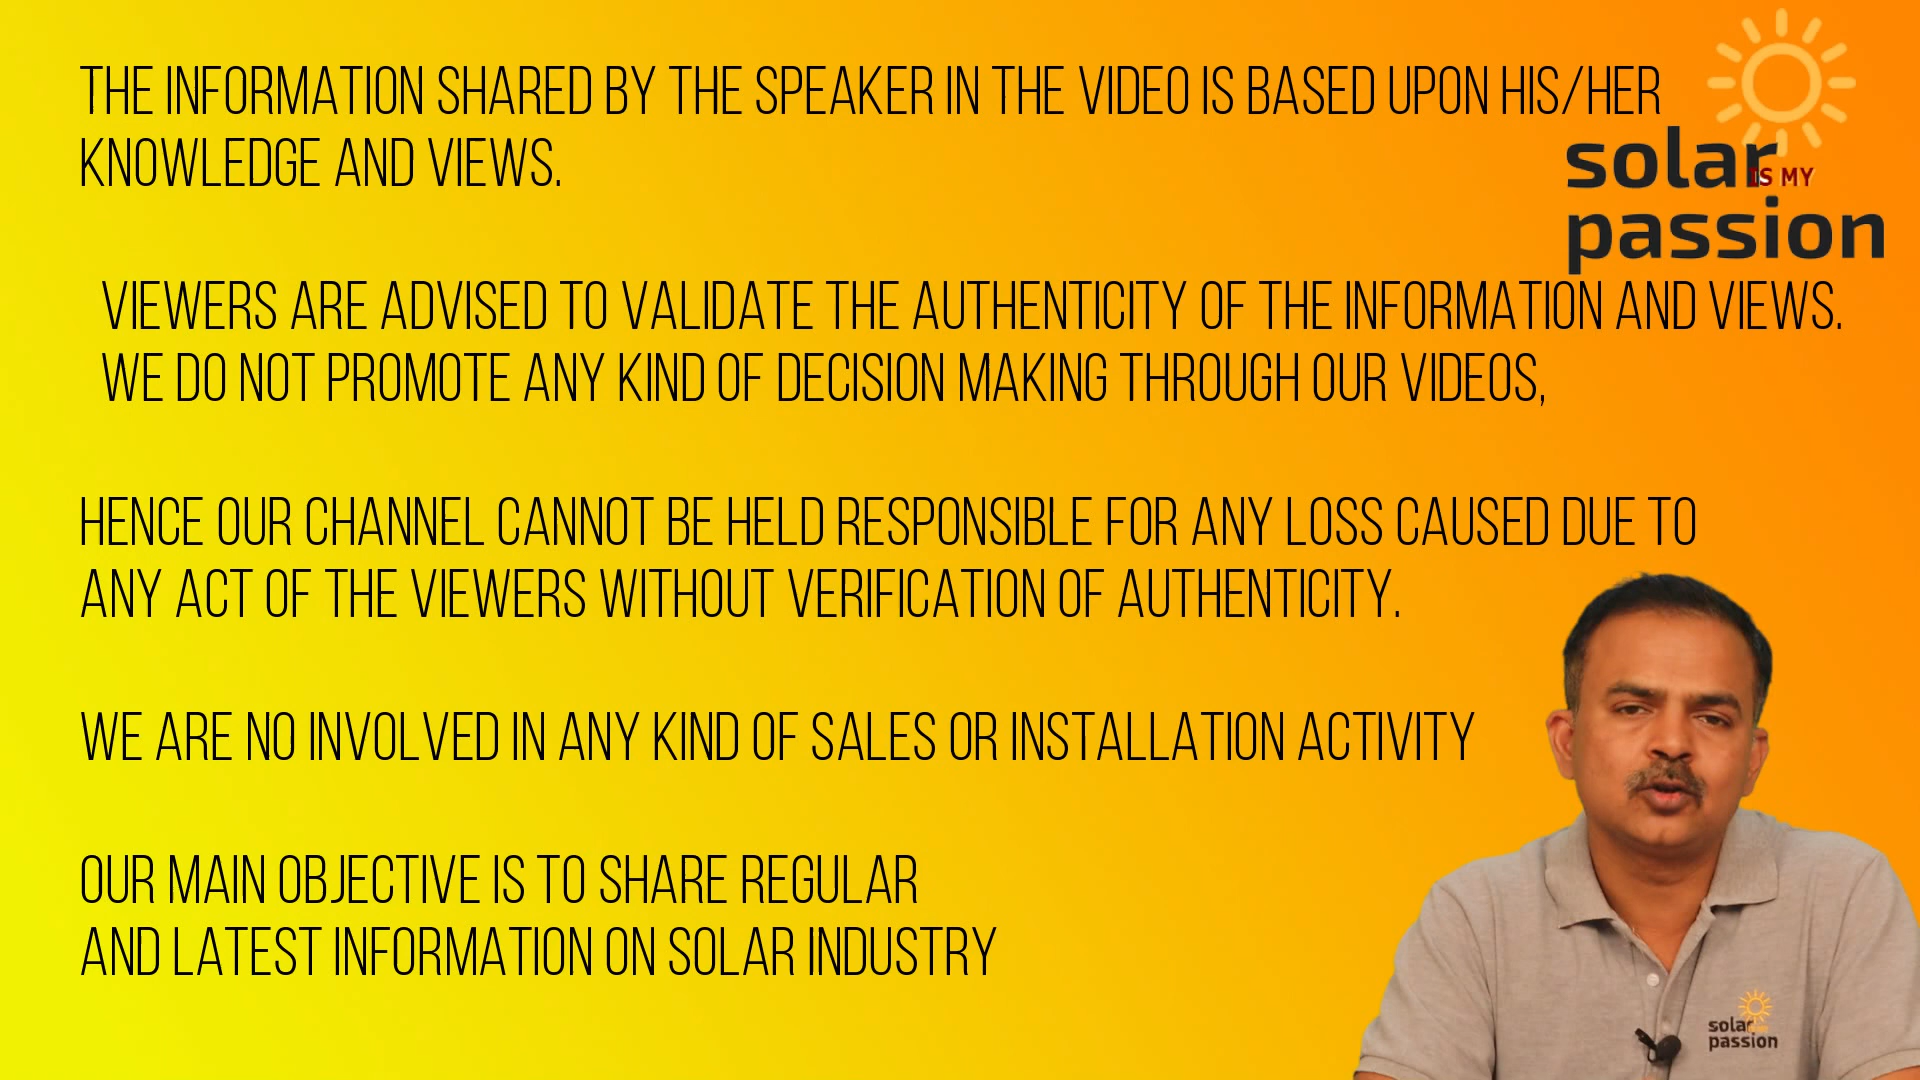 THE INFORMATION SHARED BY THE SPEAKER IN THE VIDEO IS BASED UPON HIS/HER
KNOWLEDGE AND VIEWS.
solar
IS MY
passion
VIEWERS ARE ADVISED TO VALIDATE THE AUTHENTICITY OF THE INFORMATION AND VIEWS.
WE DO NOT PROMOTE ANY KIND OF DECISION MAKING THROUGH OUR VIDEOS,
HENCE OUR CHANNEL CANNOT BE HELD RESPONSIBLE FOR ANY LOSS CAUSED DUE TO
ANY ACT OF THE VIEWERS WITHOUT VERIFICATION OF AUTHENTICITY.
WE ARE NO INVOLVED IN ANY KIND OF SALES OR INSTALLATION ACTIVITY
OUR MAIN OBJECTIVE IS TO SHARE REGULAR
AND LATEST INFORMATION ON SOLAR INDUSTRY
solar
passion